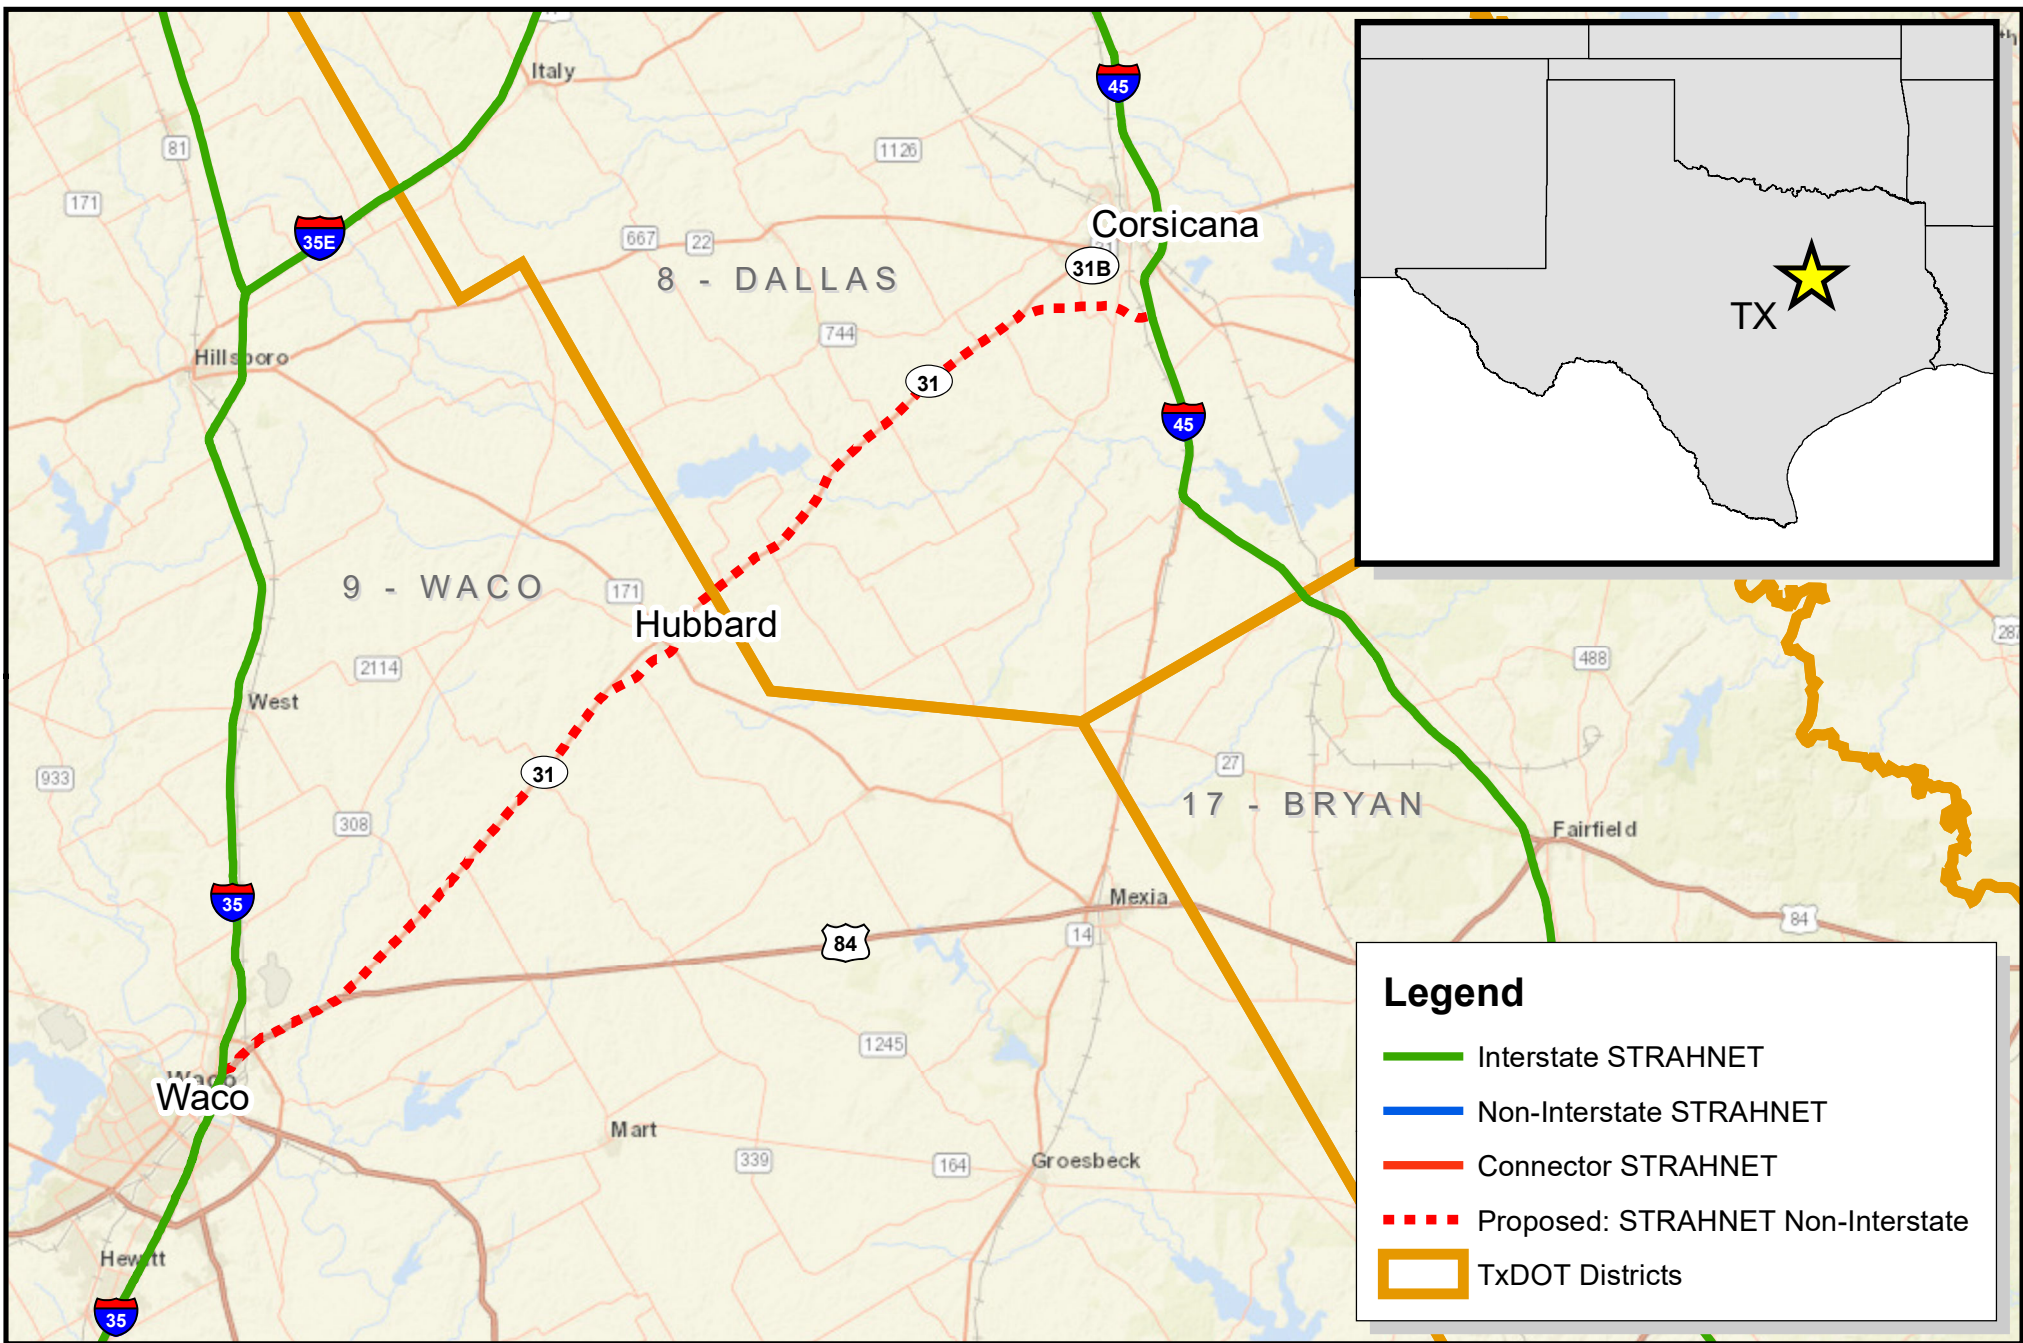 Italy
45
81
1126
171
Corsicana
35E
667
22
31B
8 - DALLAS
TX
744
Hillsboro
31
45
9 - WACO
171
Hubbard
287
488
2114
West
27
31
933
17 - BRYAN
308
Fairfield
Mexia
35
84
14
84
1245
Waco
Waco
Mart
339
164
Groesbeck
Hewitt
35
Legend
Interstate STRAHNET
Non-Interstate STRAHNET
Connector STRAHNET
Proposed: STRAHNET Non-Interstate
TxDOT Districts